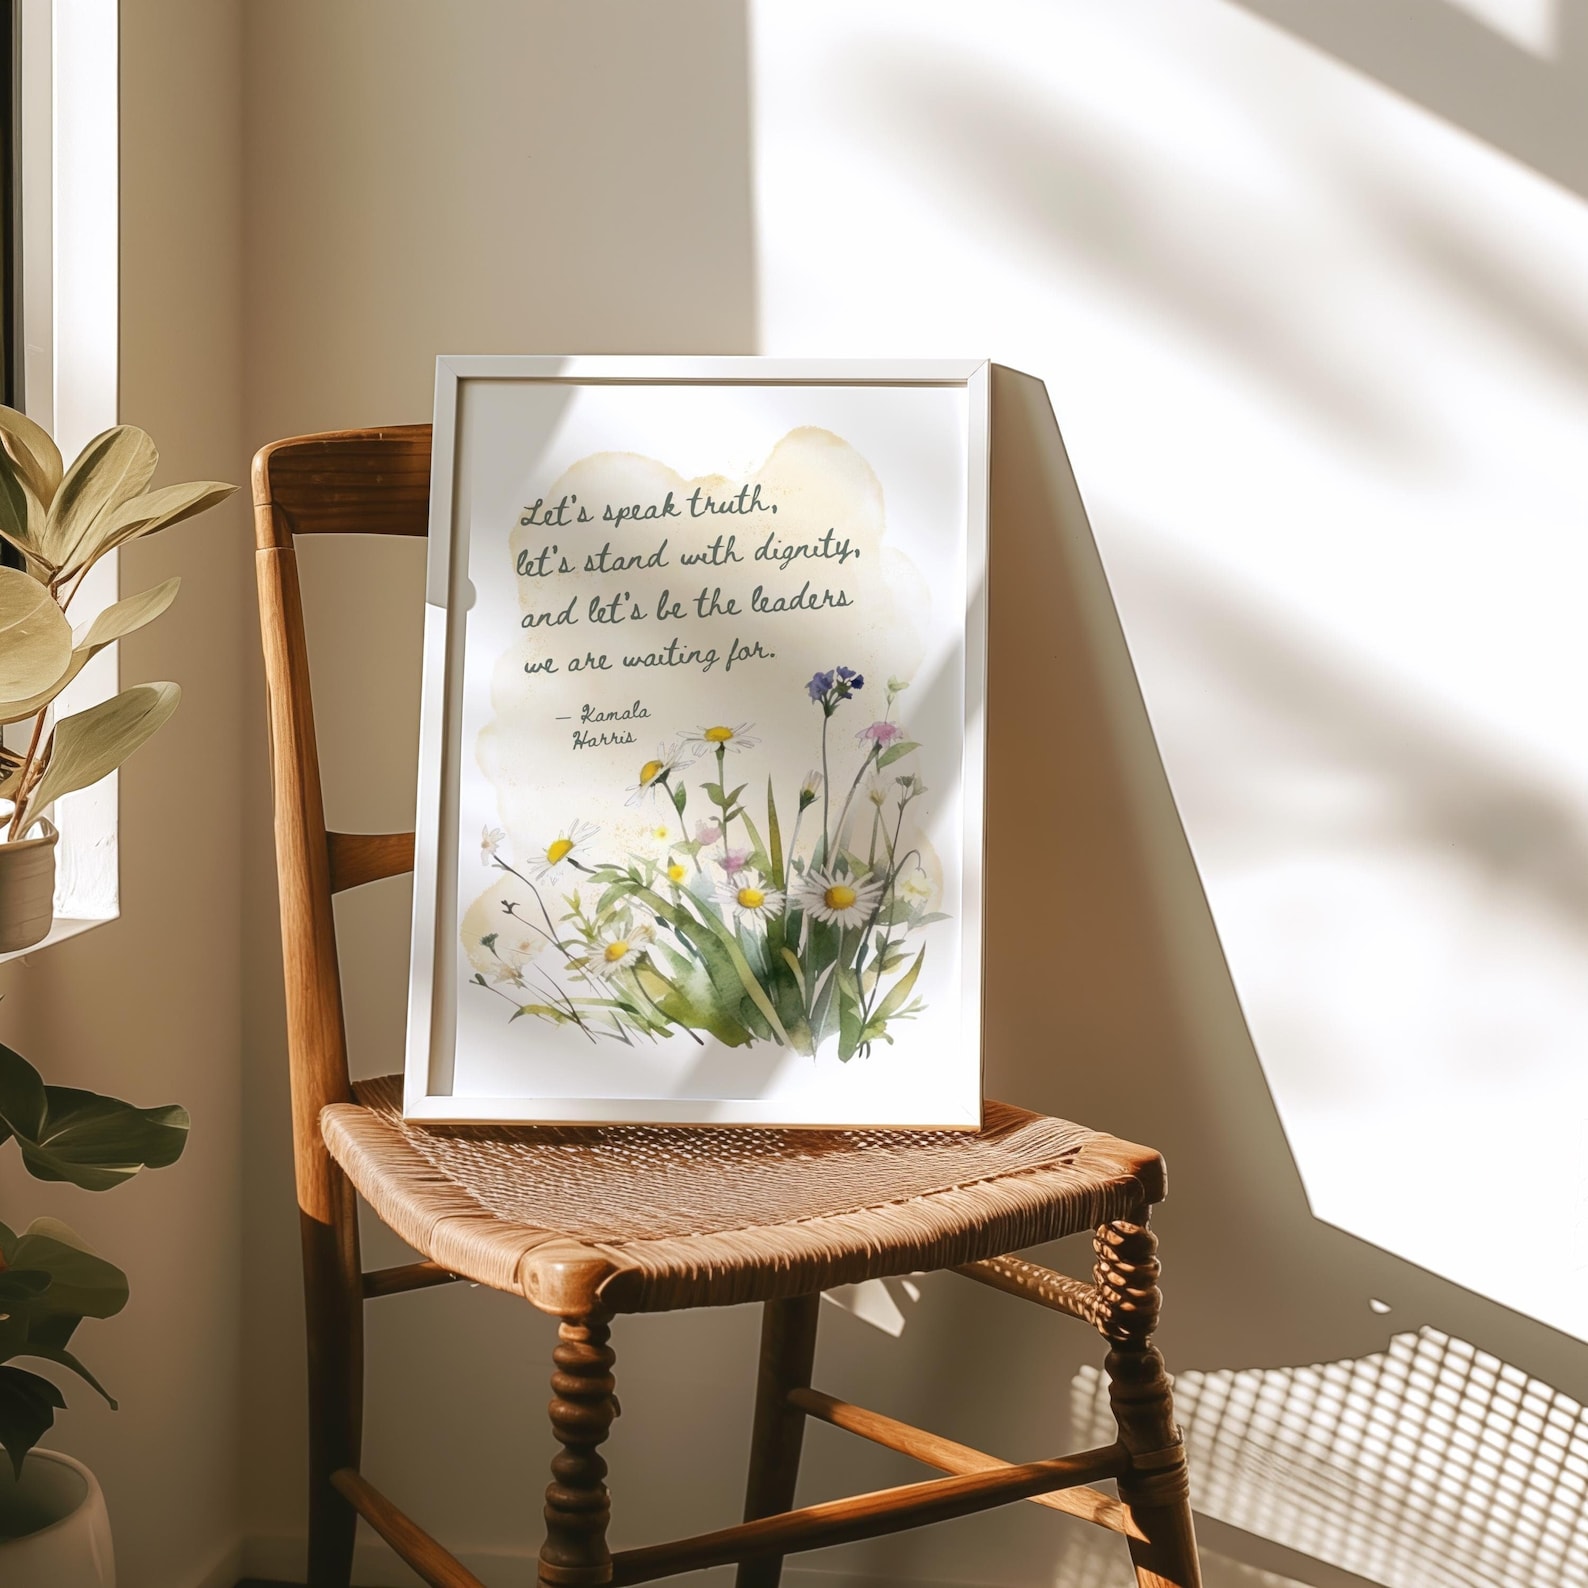 Let's speak truth,
let's stand with dignity,
and let's be the leaders
we are waiting for.
— Kamala
Harris